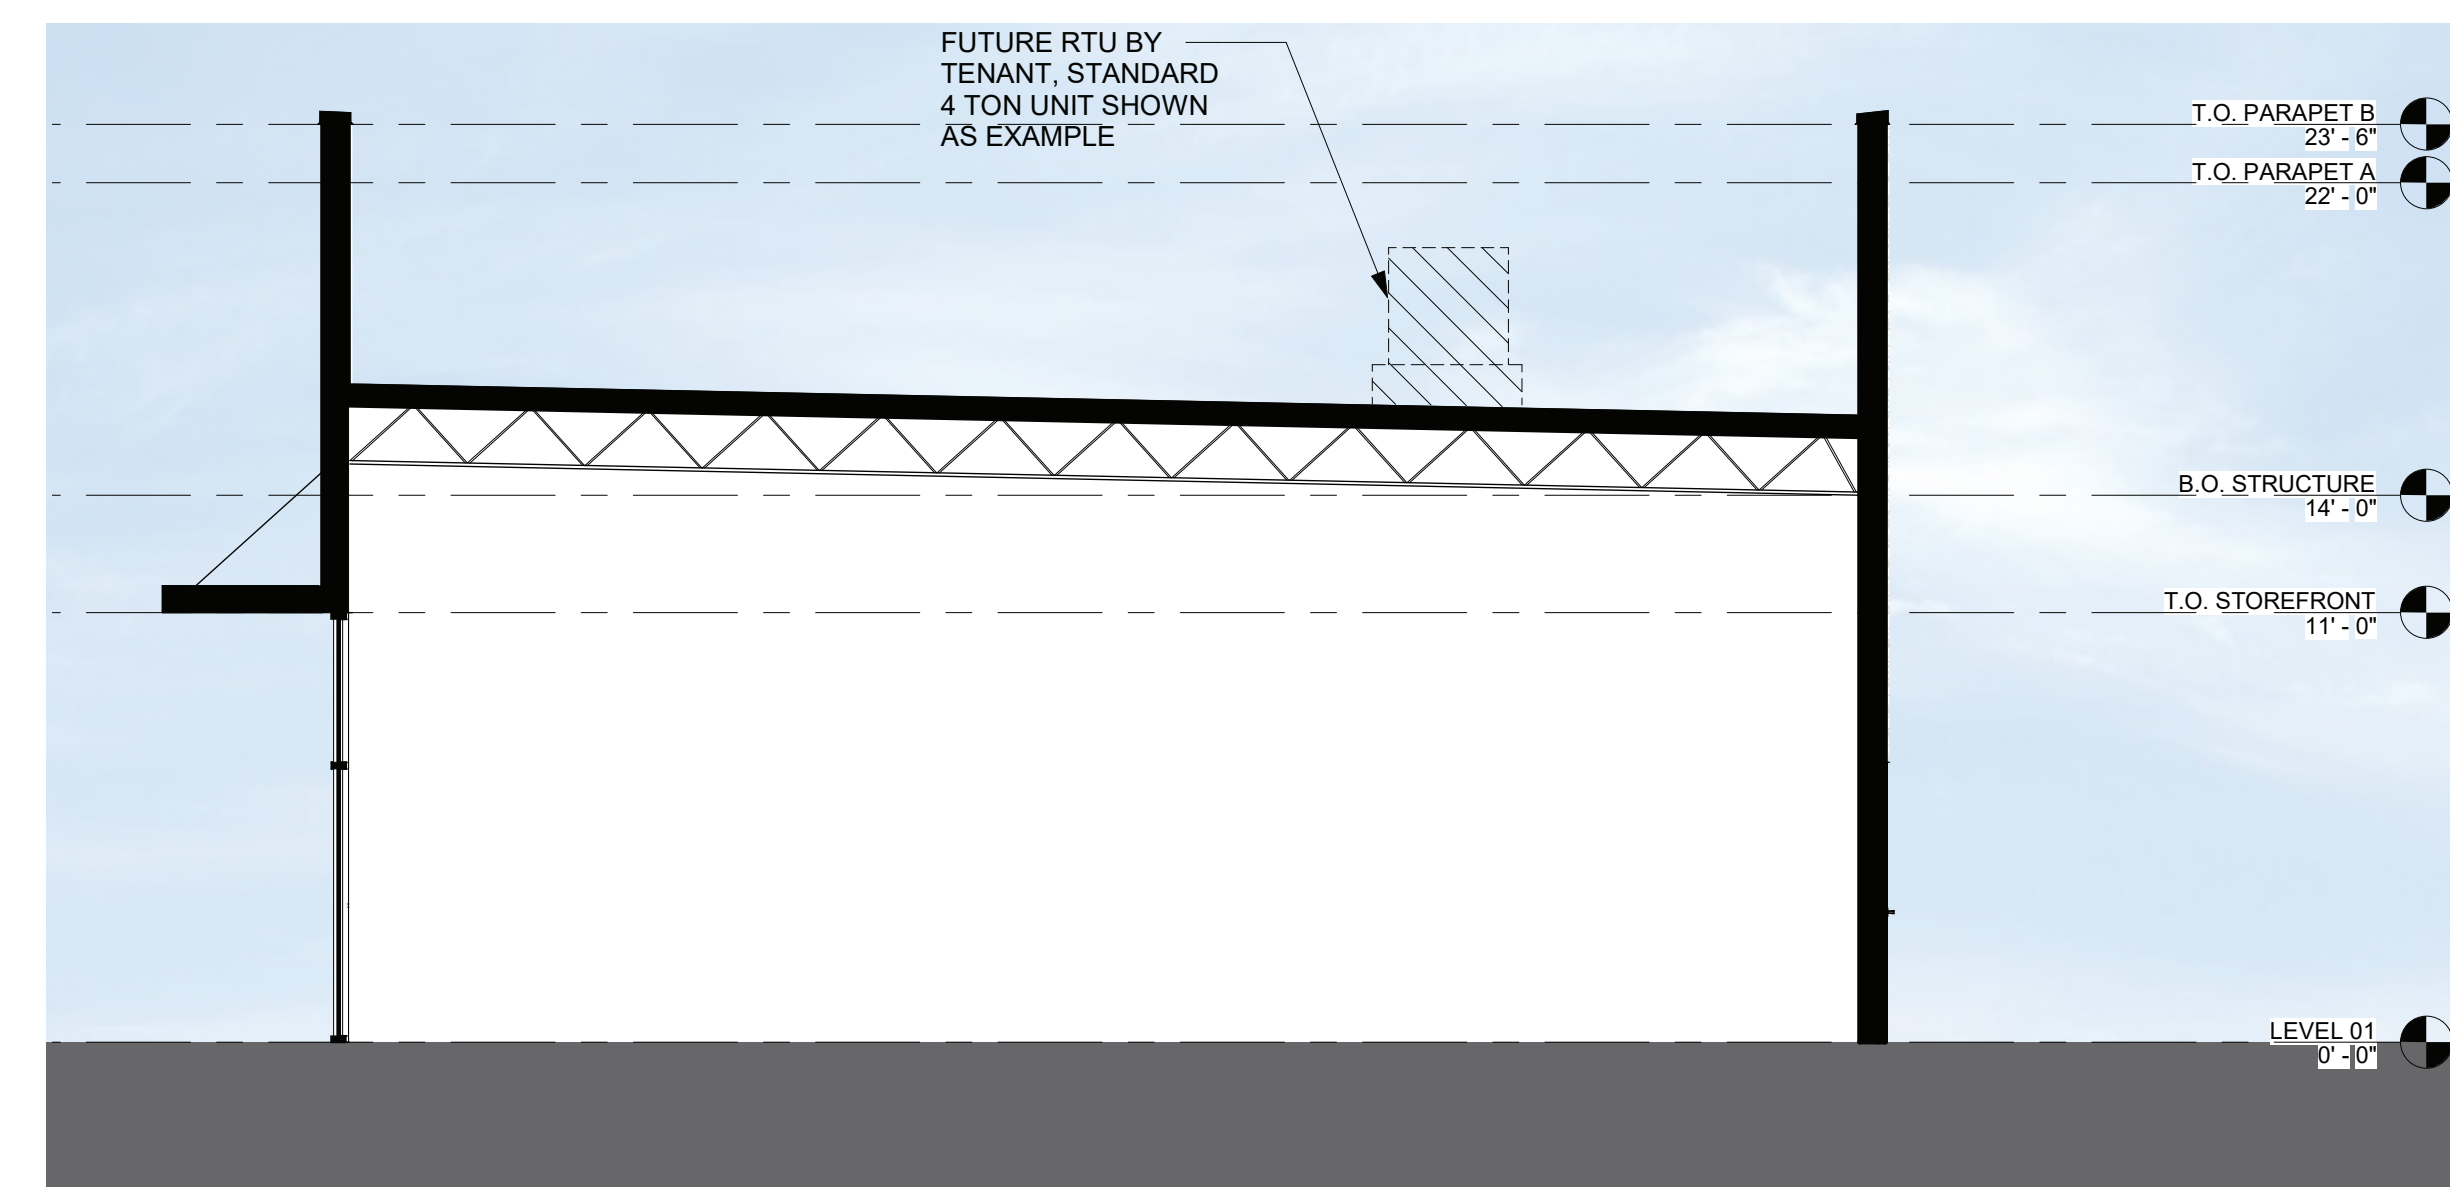 FUTURE RTU BY
TENANT, STANDARD
4 TON UNIT SHOWN
AS EXAMPLE
T.O. PARAPET B
23' - 6"
T.O. PARAPET A
22' - 0"
B.O. STRUCTURE
14' - 0"
T.O. STOREFRONT
11' - 0"
LEVEL 01
0' - 0"